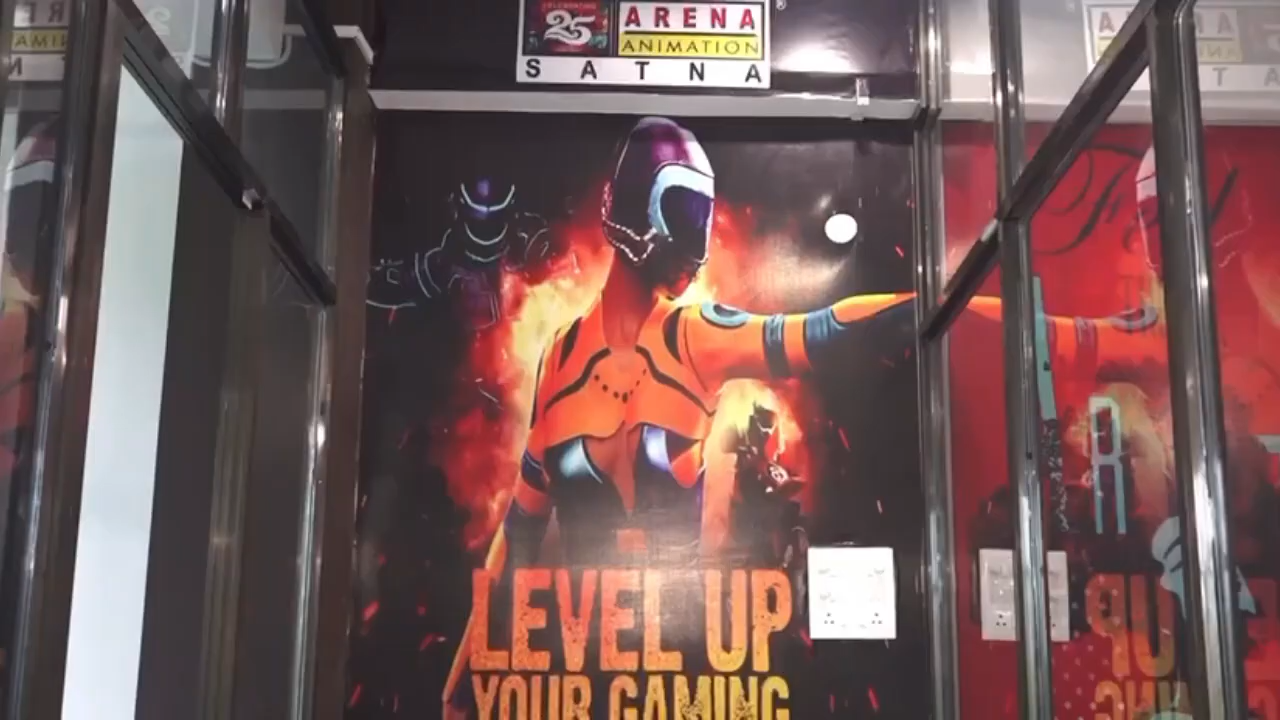 CELEBRATING
25
ARENA
ANIMATION
SATNA
LEVEL UP
YOUR GAMING